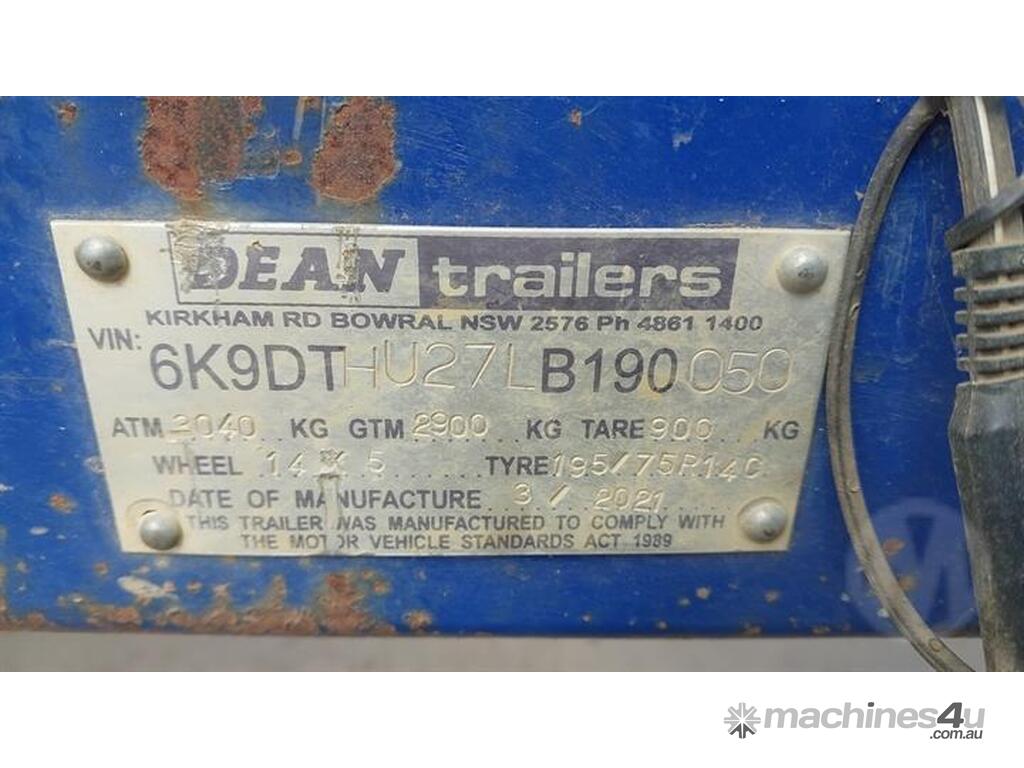 DEAN trailers
KIRKHAM RD BOWRAL NSW 2576 Ph 4861 1400
VIN: 6K9DTHU27LB190050
ATM 3040 KG GTM 2900 KG TARE 900 KG
WHEEL 14 X 5 TYRE 195/75R14C
DATE OF MANUFACTURE 3 / 2021
THIS TRAILER WAS MANUFACTURED TO COMPLY WITH
THE MOTOR VEHICLE STANDARDS ACT 1989
machines4u
.com.au